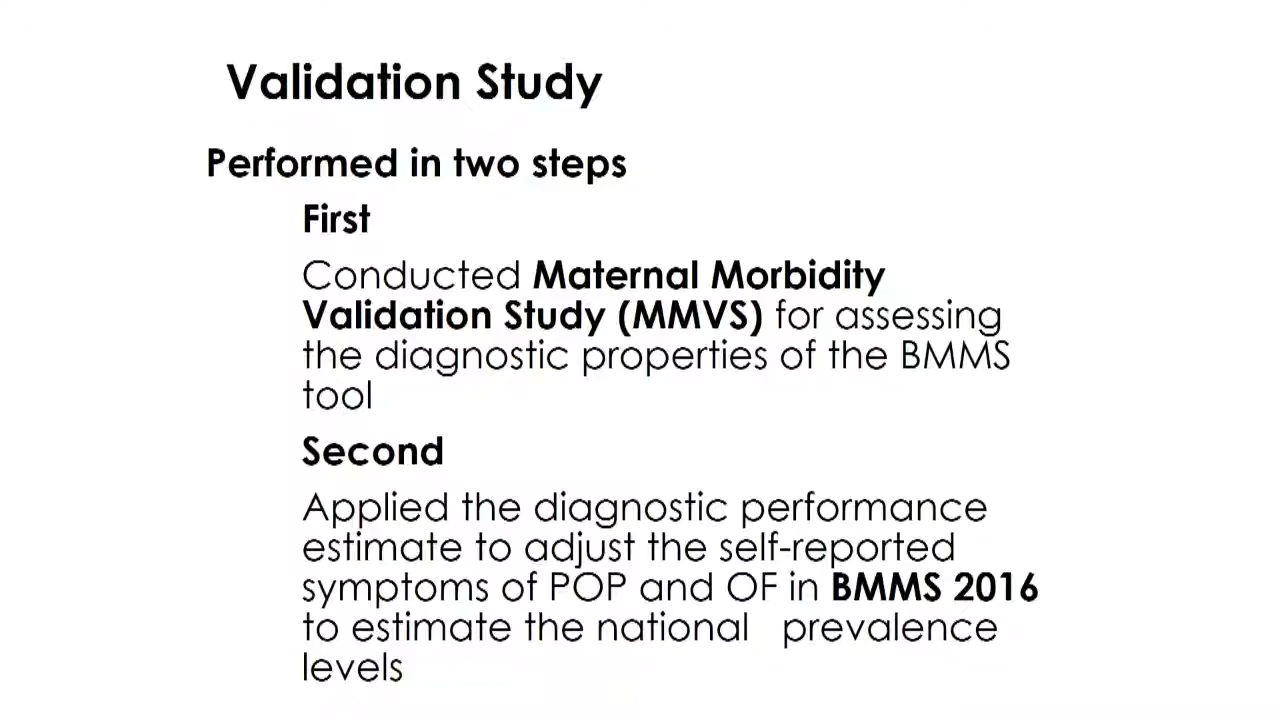 Validation Study
Performed in two steps
First
Conducted Maternal Morbidity
Validation Study (MMVS) for assessing
the diagnostic properties of the BMMS
tool
Second
Applied the diagnostic performance
estimate to adjust the self-reported
symptoms of POP and OF in BMMS 2016
to estimate the national prevalence
levels